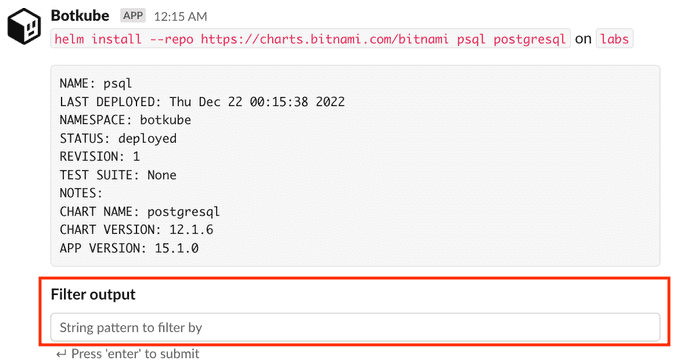 Botkube APP 12:15 AM
helm install --repo https://charts.bitnami.com/bitnami psql postgresql on labs
NAME: psql
LAST DEPLOYED: Thu Dec 22 00:15:38 2022
NAMESPACE: botkube
STATUS: deployed
REVISION: 1
TEST SUITE: None
NOTES:
CHART NAME: postgresql
CHART VERSION: 12.1.6
APP VERSION: 15.1.0
Filter output
String pattern to filter by
↵ Press 'enter' to submit